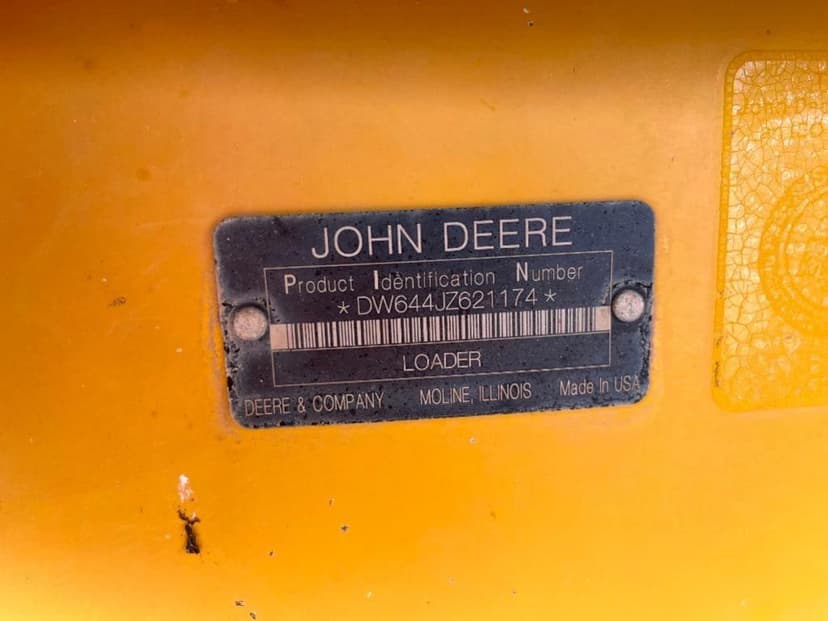 JOHN DEERE
Product Identification Number
* DW644JZ621174 *
LOADER
DEERE & COMPANY MOLINE, ILLINOIS Made In USA